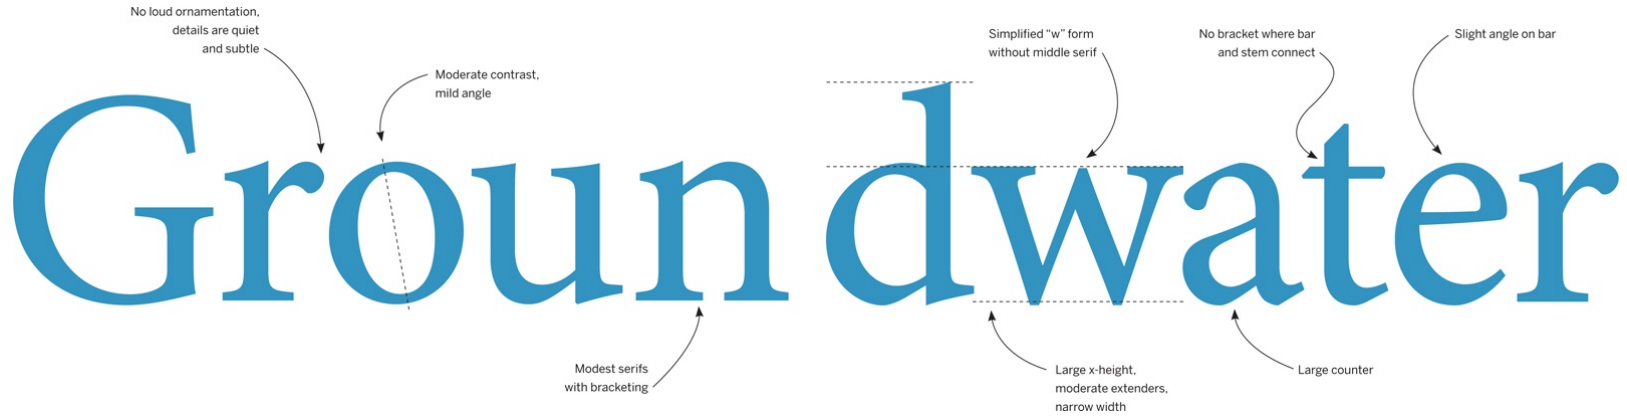 No loud ornamentation,
details are quiet
and subtle
Moderate contrast,
mild angle
Simplified “w” form
without middle serif
No bracket where bar
and stem connect
Slight angle on bar
Groun dwater
Modest serifs
with bracketing
Large x-height,
moderate extenders,
narrow width
Large counter